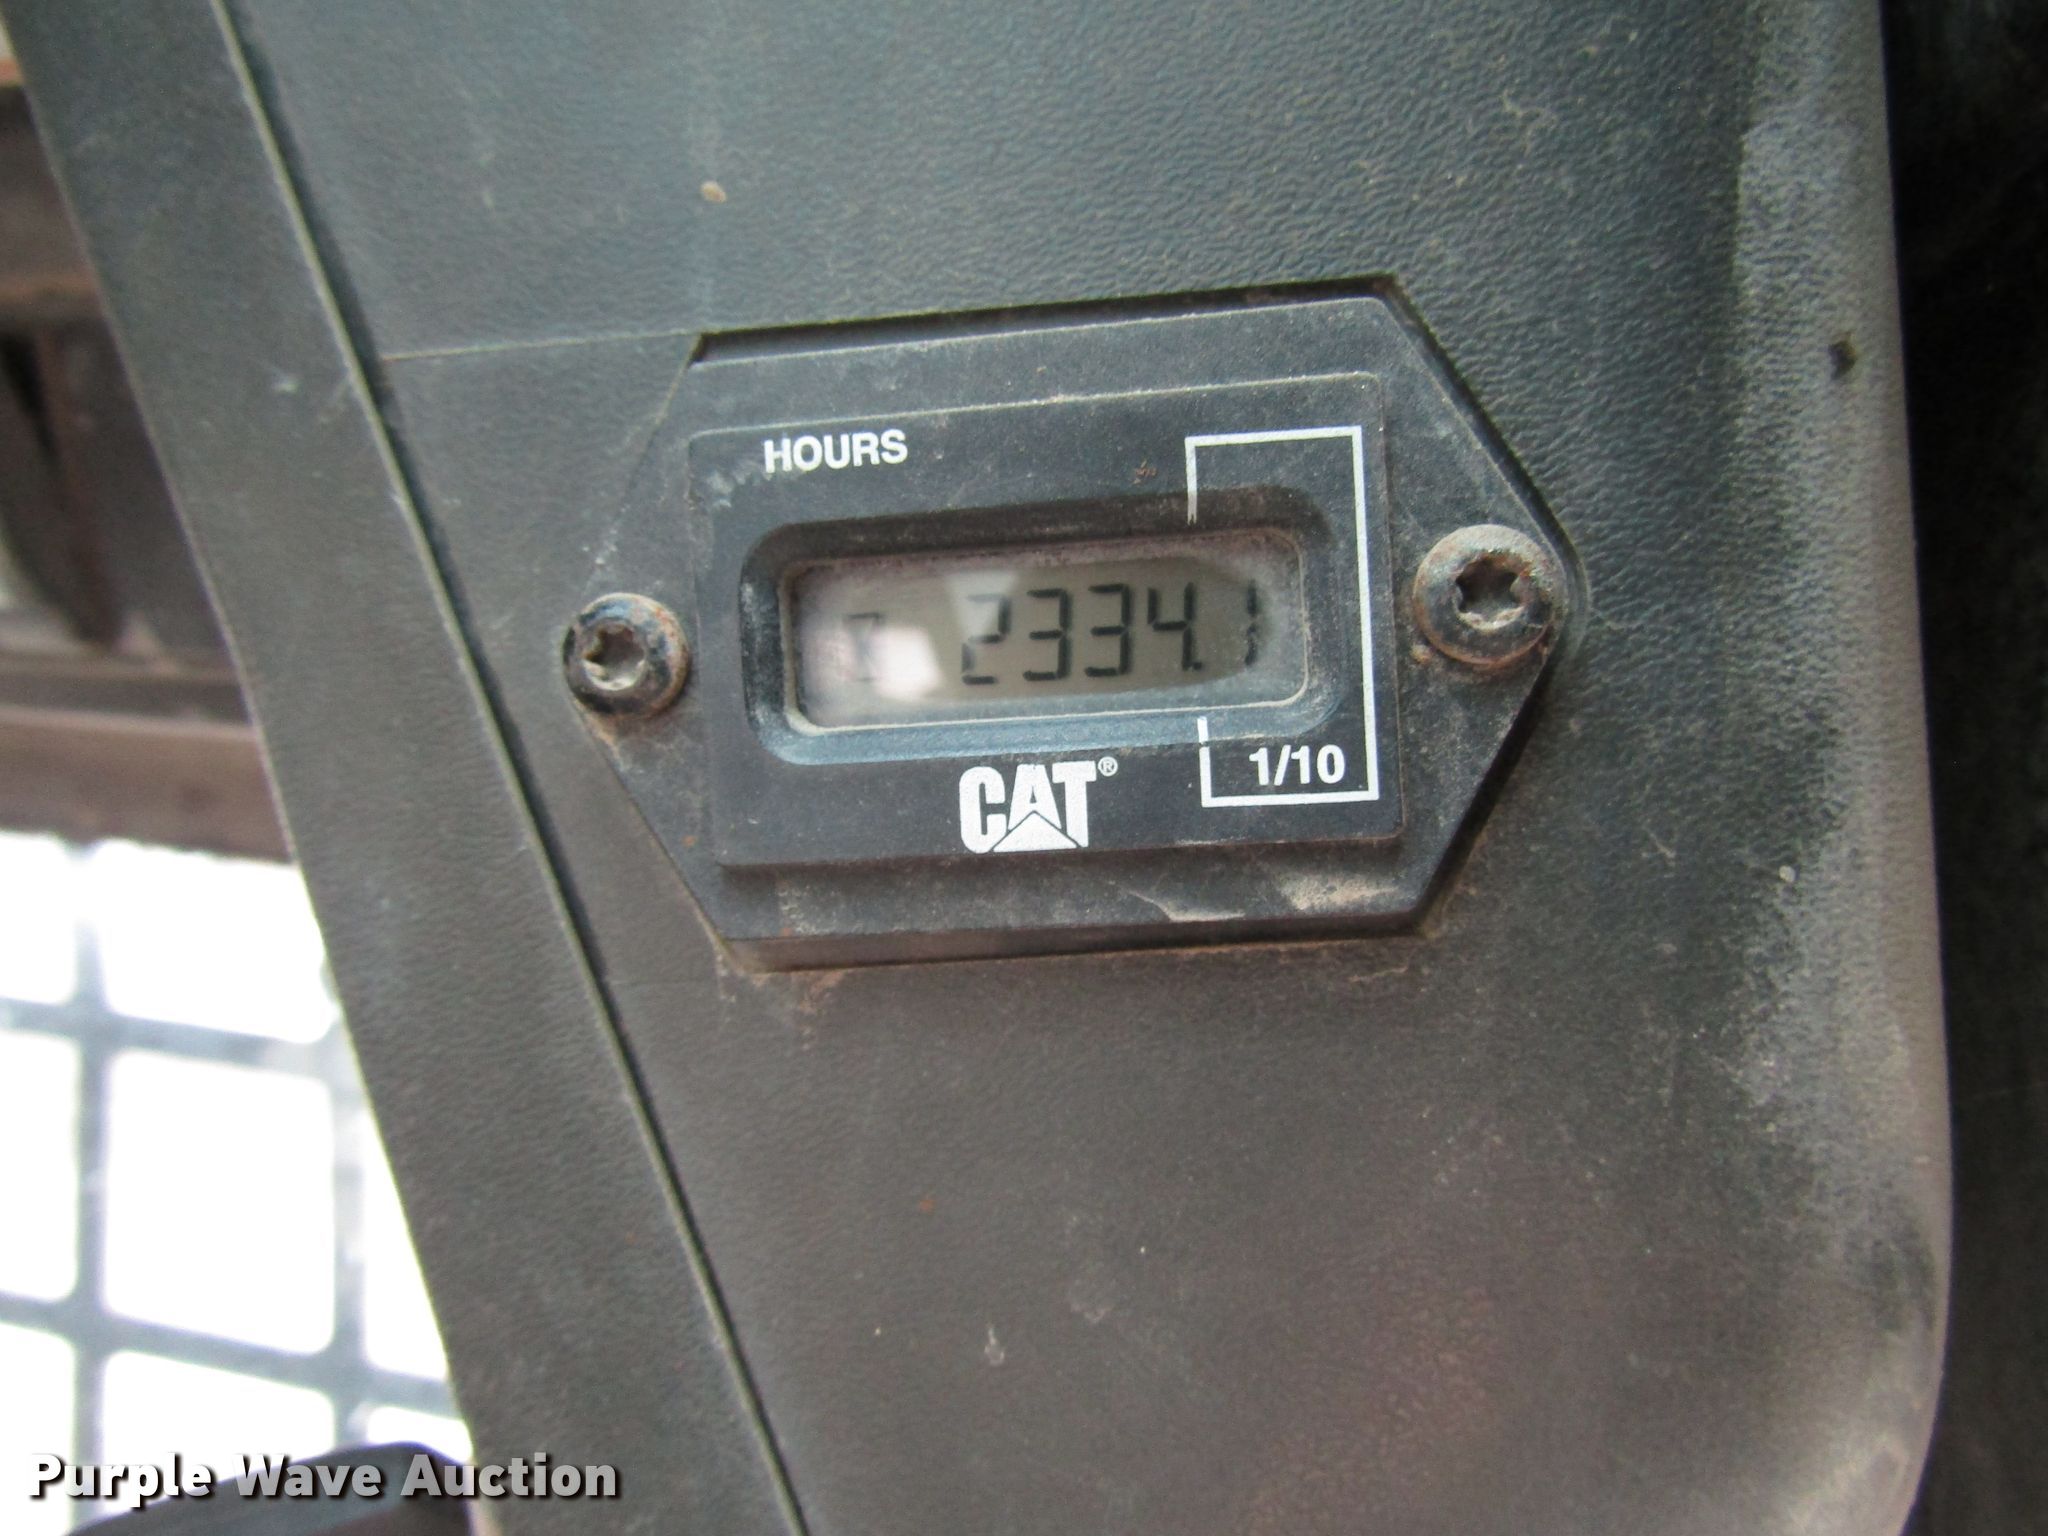 HOURS
2334.1
CAT®
1/10
Purple Wave Auction